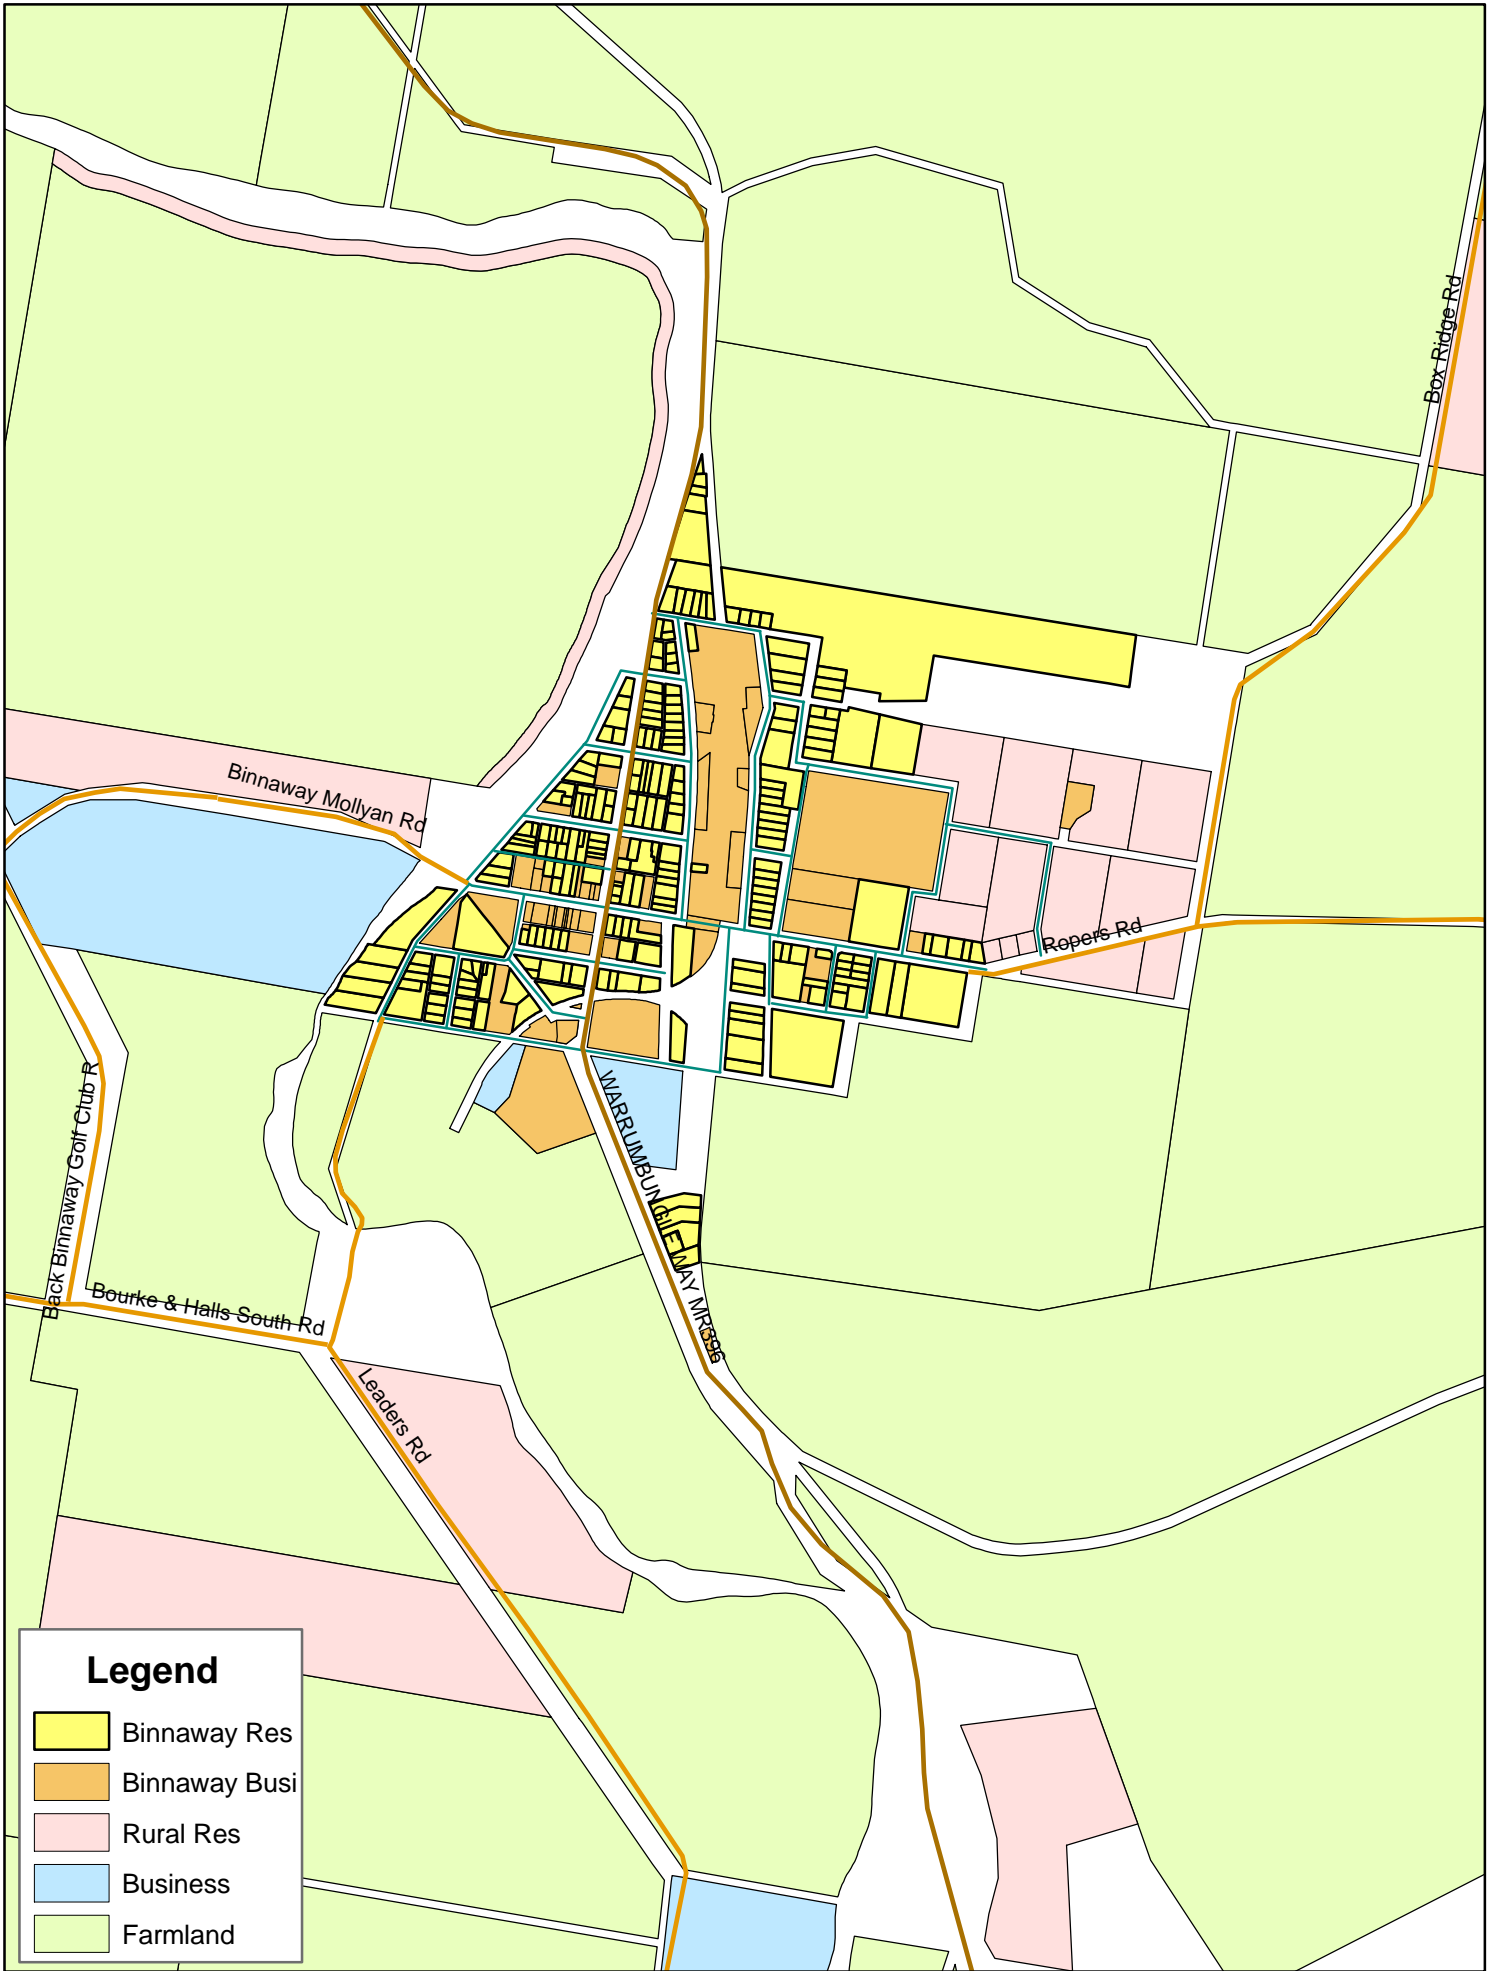 Box Ridge Rd
Binnaway Mollyan Rd
Ropers Rd
Back Binnaway Golf Club R
WARRUMBUNGLE WAY MR396
Bourke & Halls South Rd
Leaders Rd
Legend
Binnaway Res
Binnaway Busi
Rural Res
Business
Farmland